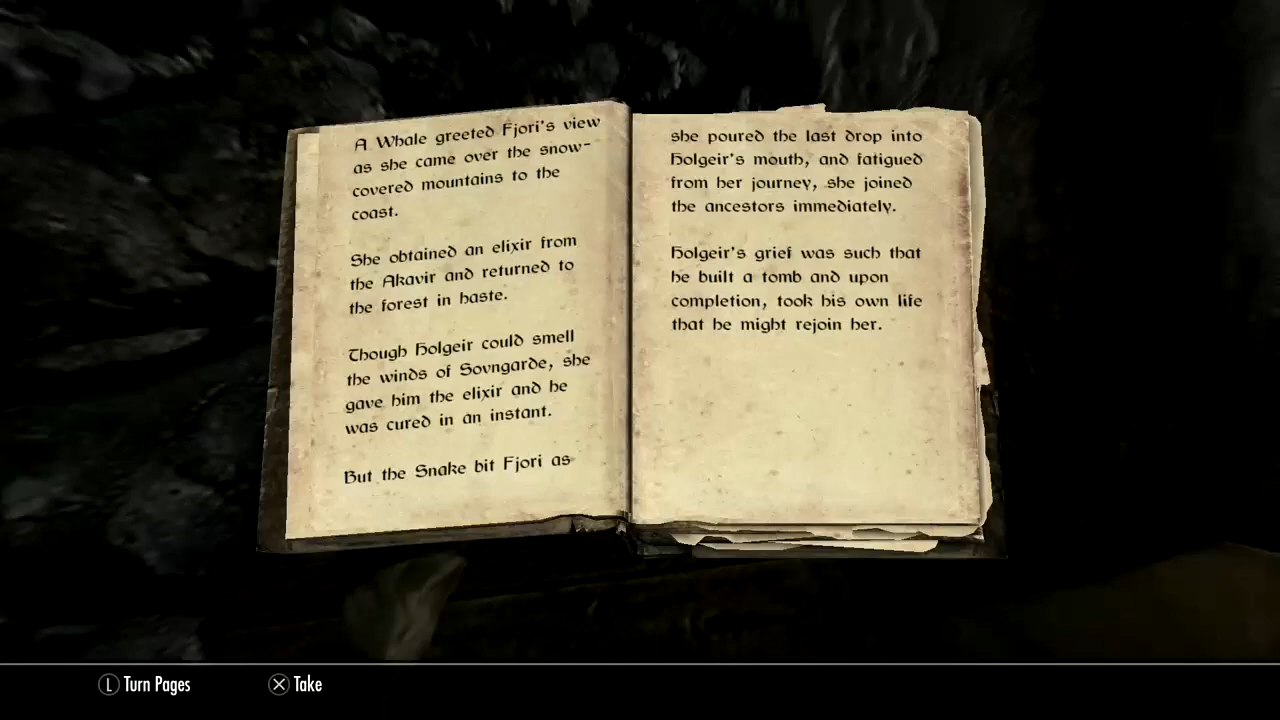 A Whale greeted Fjori's view
as she came over the snow-
covered mountains to the
coast.
She obtained an elixir from
the Akavir and returned to
the forest in haste.
Though Holgeir could smell
the winds of Sovngarde, she
gave him the elixir and he
was cured in an instant.
But the Snake bit Fjori as
she poured the last drop into
Holgeir's mouth, and fatigued
from her journey, she joined
the ancestors immediately.
Holgeir's grief was such that
he built a tomb and upon
completion, took his own life
that he might rejoin her.
L Turn Pages
X Take